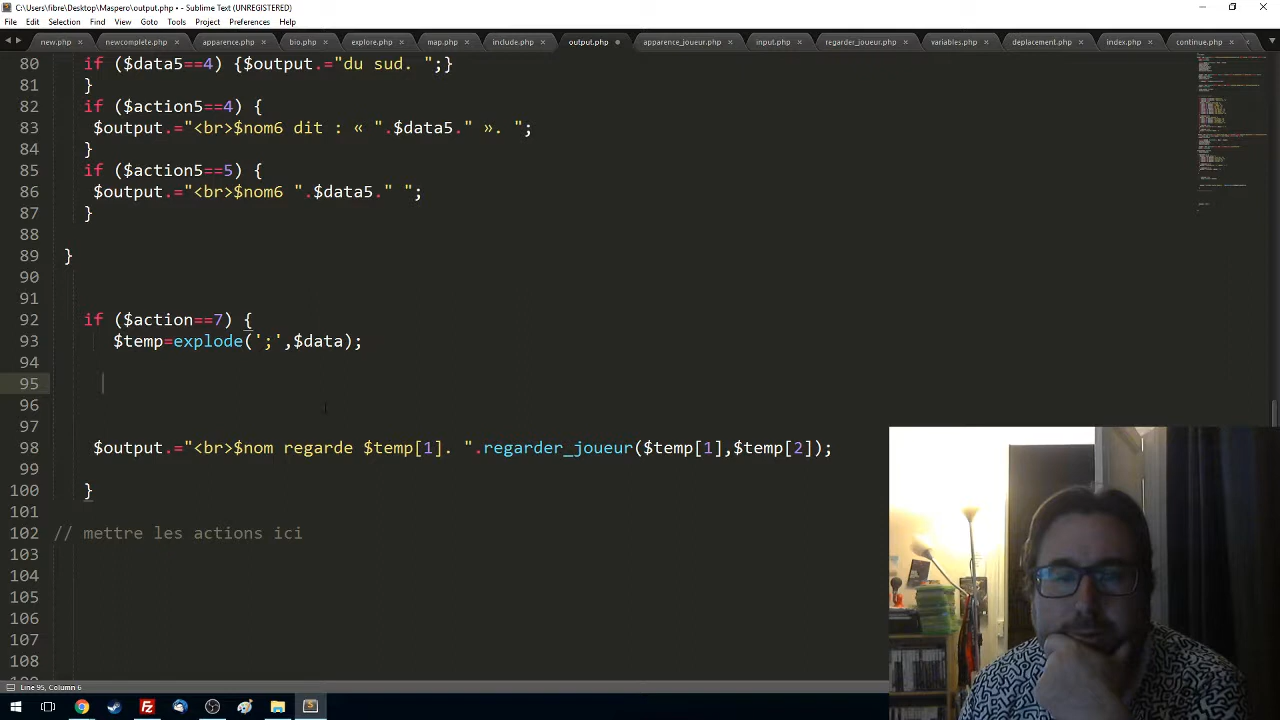 C:\Users\fibre\Desktop\Maspero\output.php • - Sublime Text (UNREGISTERED)
File Edit Selection Find View Goto Tools Project Preferences Help
new.php newcomplete.php apparence.php bio.php explore.php map.php include.php output.php apparence_joueur.php input.php regarder_joueur.php variables.php deplacement.php index.php continue.php
80 if ($data5==4) {$output.="du sud. ";}
81 }
82 if ($action5==4) {
83 $output.="<br>$nom6 dit : « ".$data5." ». ";
84 }
85 if ($action5==5) {
86 $output.="<br>$nom6 ".$data5." ";
87 }
88
89 }
90
91
92 if ($action==7) {
93 $temp=explode(';',$data);
94
95
96
97
98 $output.="<br>$nom regarde $temp[1]. ".regarder_joueur($temp[1],$temp[2]);
99
100 }
101
102 // mettre les actions ici
103
104
105
106
107
108
Line 95, Column 6